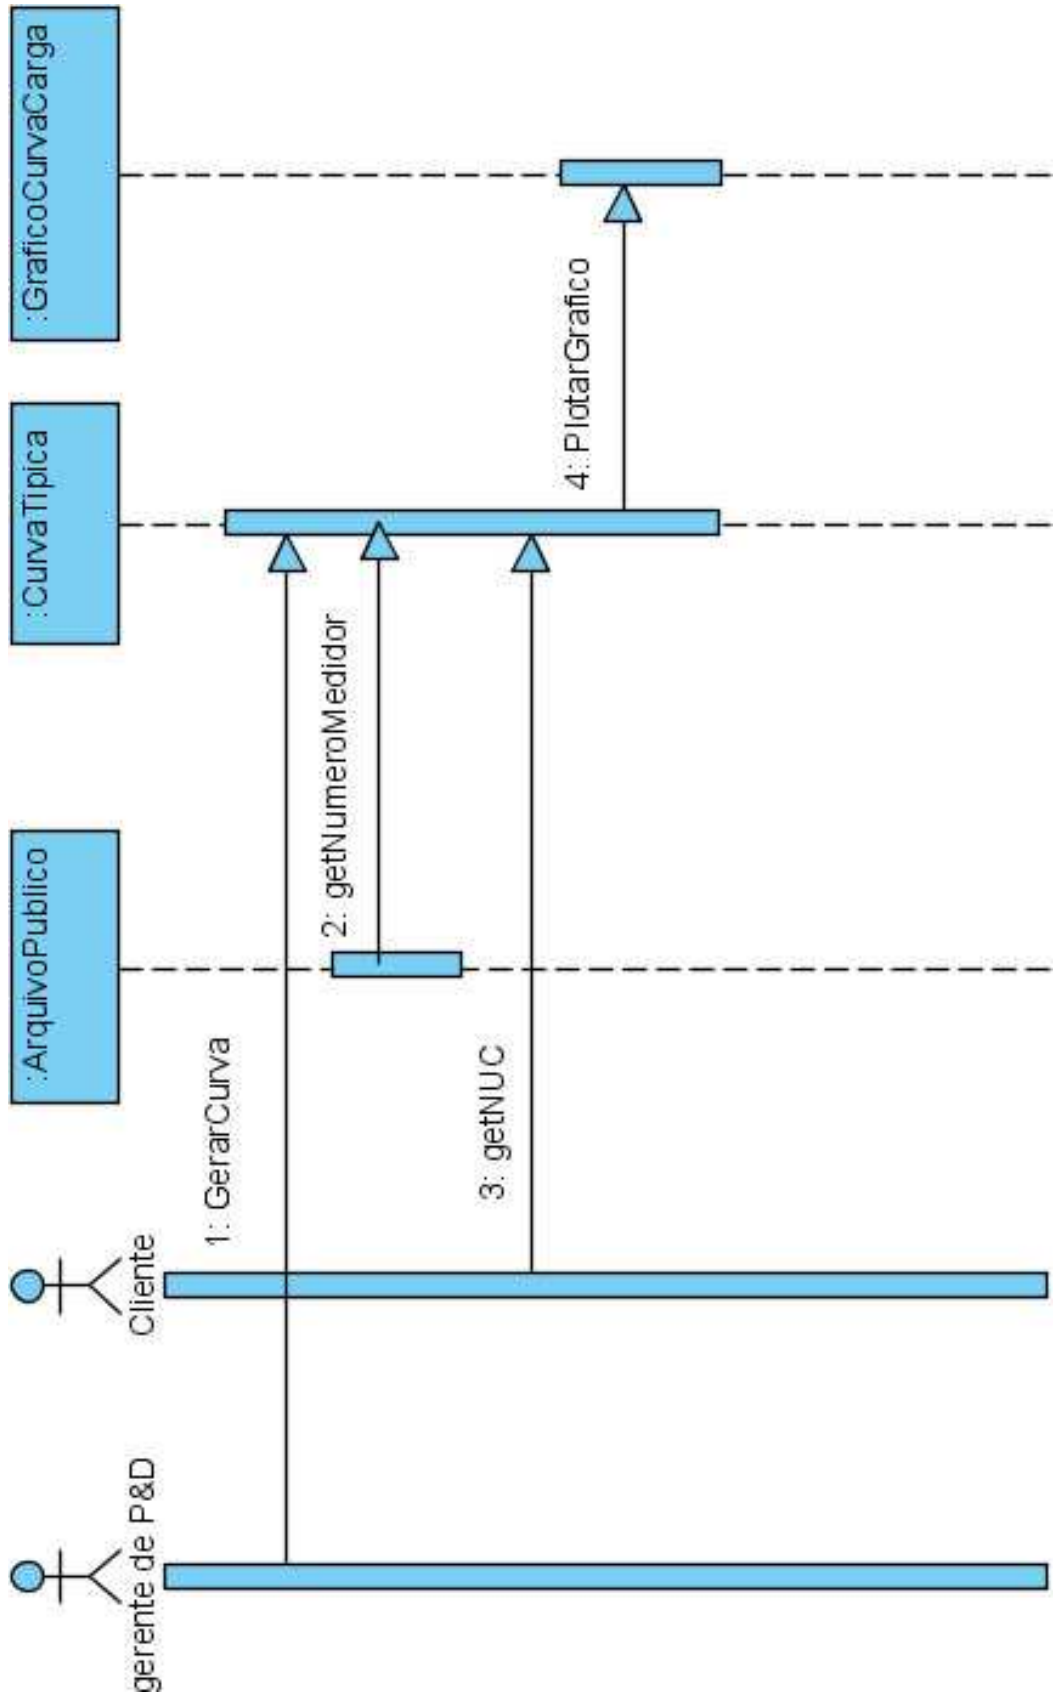 gerente de P&D
Cliente
:ArquivoPublico
:CurvaTipica
:GraficoCurvaCarga
1: GerarCurva
2: getNumeroMedidor
3: getNUC
4: PlotarGrafico